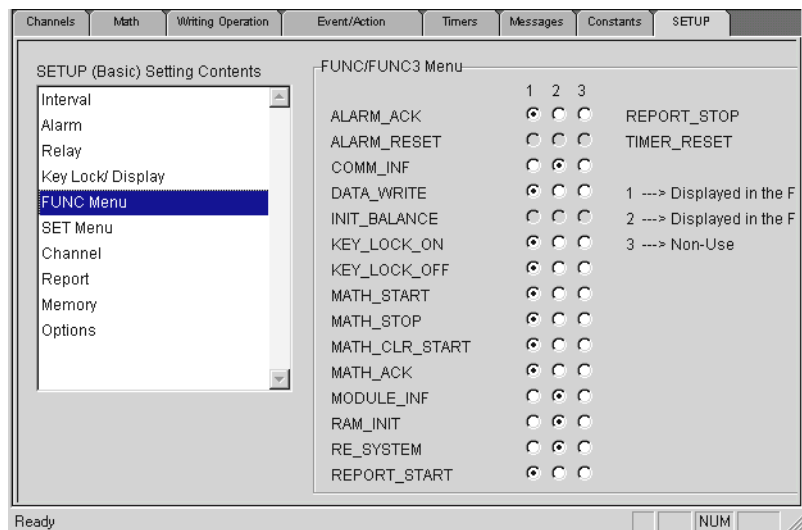 Channels Math Writing Operation Event/Action Timers Messages Constants SETUP
SETUP (Basic) Setting Contents
Interval
Alarm
Relay
Key Lock/ Display
FUNC Menu
SET Menu
Channel
Report
Memory
Options
FUNC/FUNC3 Menu
1 2 3
ALARM_ACK
ALARM_RESET
COMM_INF
DATA_WRITE
INIT_BALANCE
KEY_LOCK_ON
KEY_LOCK_OFF
MATH_START
MATH_STOP
MATH_CLR_START
MATH_ACK
MODULE_INF
RAM_INIT
RE_SYSTEM
REPORT_START
REPORT_STOP
TIMER_RESET
1 ---> Displayed in the F
2 ---> Displayed in the F
3 ---> Non-Use
Ready
NUM